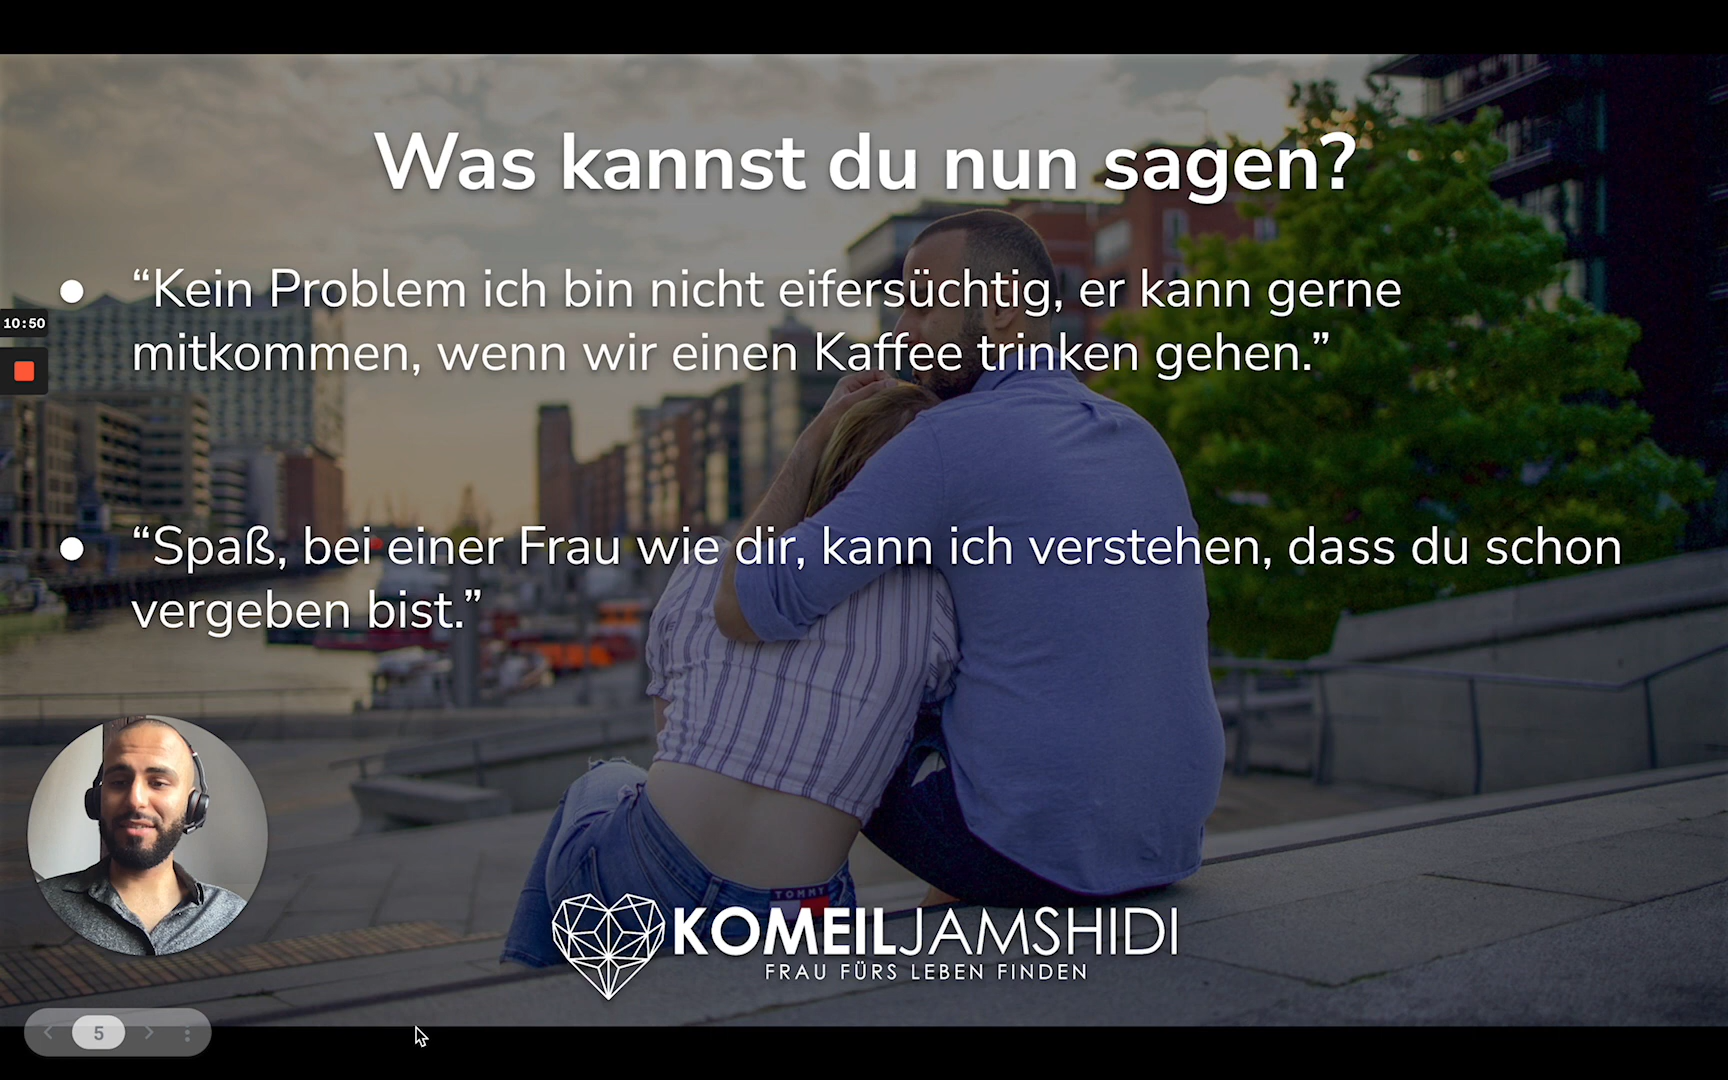 Was kannst du nun sagen?
“Kein Problem ich bin nicht eifersüchtig, er kann gerne
mitkommen, wenn wir einen Kaffee trinken gehen.”
10:50
“Spaß, bei einer Frau wie dir, kann ich verstehen, dass du schon
vergeben bist.”
TOMMY
KOMEILJAMSHIDI
FRAU FÜRS LEBEN FINDEN
5